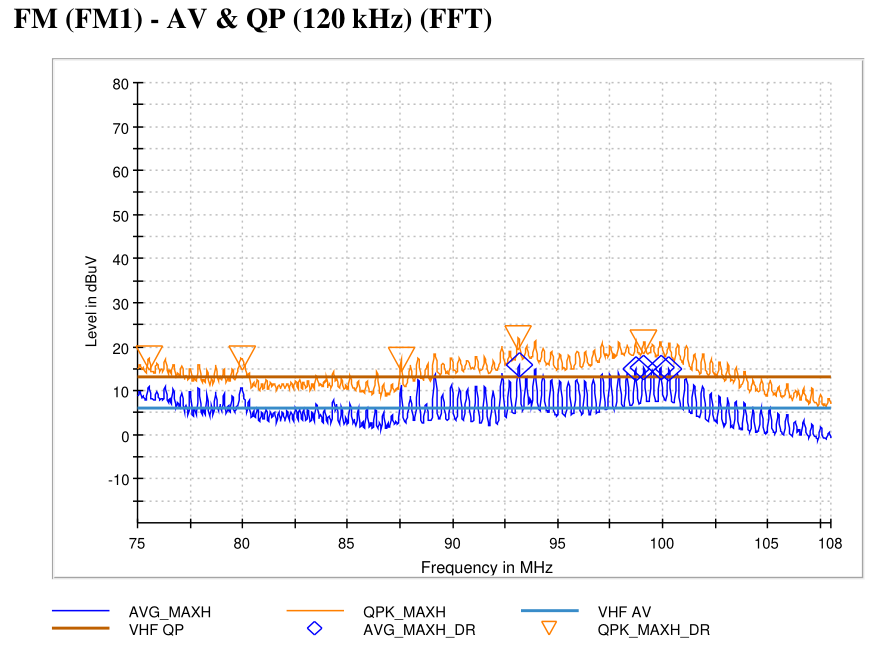 FM (FM1) - AV & QP (120 kHz) (FFT)
80
70
60
50
40
30
20
10
0
-10
Level in dBuV
75 80 85 90 95 100 105 108
Frequency in MHz
AVG_MAXH QPK_MAXH VHF AV
VHF QP AVG_MAXH_DR QPK_MAXH_DR